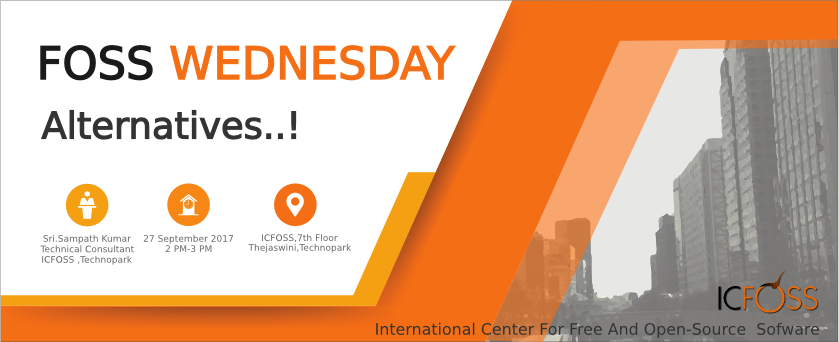 FOSS WEDNESDAY
Alternatives..!
Sri.Sampath Kumar
Technical Consultant
ICFOSS ,Technopark
27 September 2017
2 PM-3 PM
ICFOSS,7th Floor
Thejaswini,Technopark
ICFOSS
International Center For Free And Open-Source  Sofware